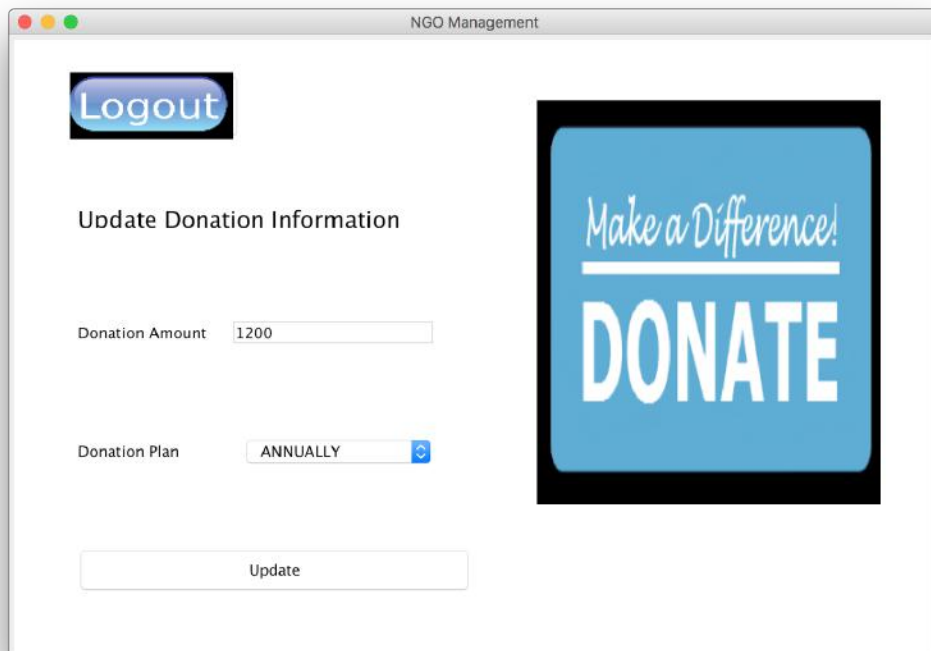 NGO Management
Logout
Update Donation Information
Donation Amount 1200
Donation Plan ANNUALLY
Update
Make a Difference!
DONATE